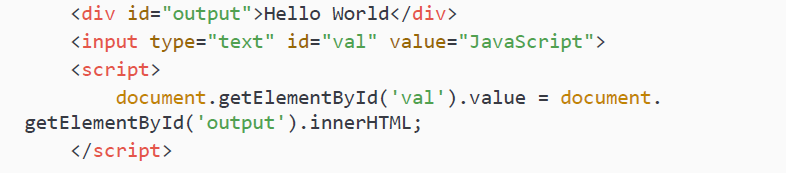 <div id="output">Hello World</div>
<input type="text" id="val" value="JavaScript">
<script>
document.getElementById('val').value = document.
getElementById('output').innerHTML;
</script>